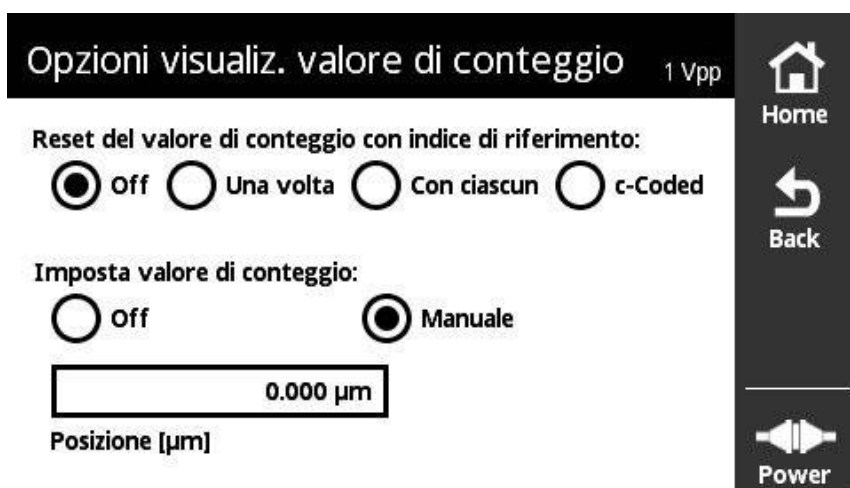 Opzioni visualiz. valore di conteggio 1 Vpp
Home
Reset del valore di conteggio con indice di riferimento:
Off Una volta Con ciascun c-Coded
Back
Imposta valore di conteggio:
Off Manuale
0.000 µm
Posizione [µm]
Power